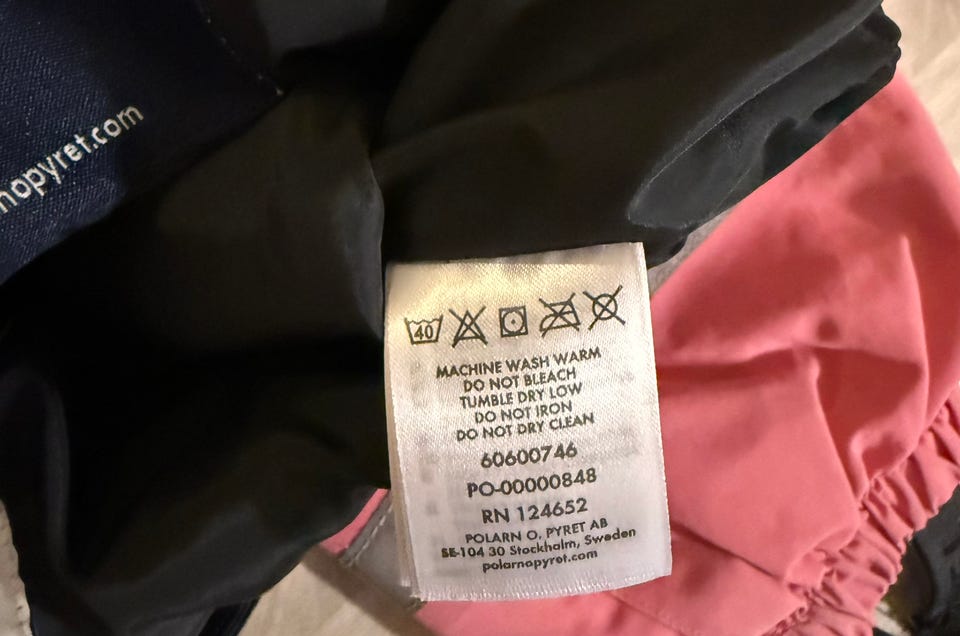 nopyret.com
40
MACHINE WASH WARM
DO NOT BLEACH
TUMBLE DRY LOW
DO NOT IRON
DO NOT DRY CLEAN
60600746
PO-00000848
RN 124652
POLARN O. PYRET AB
SE-104 30 Stockholm, Sweden
polarnopyret.com